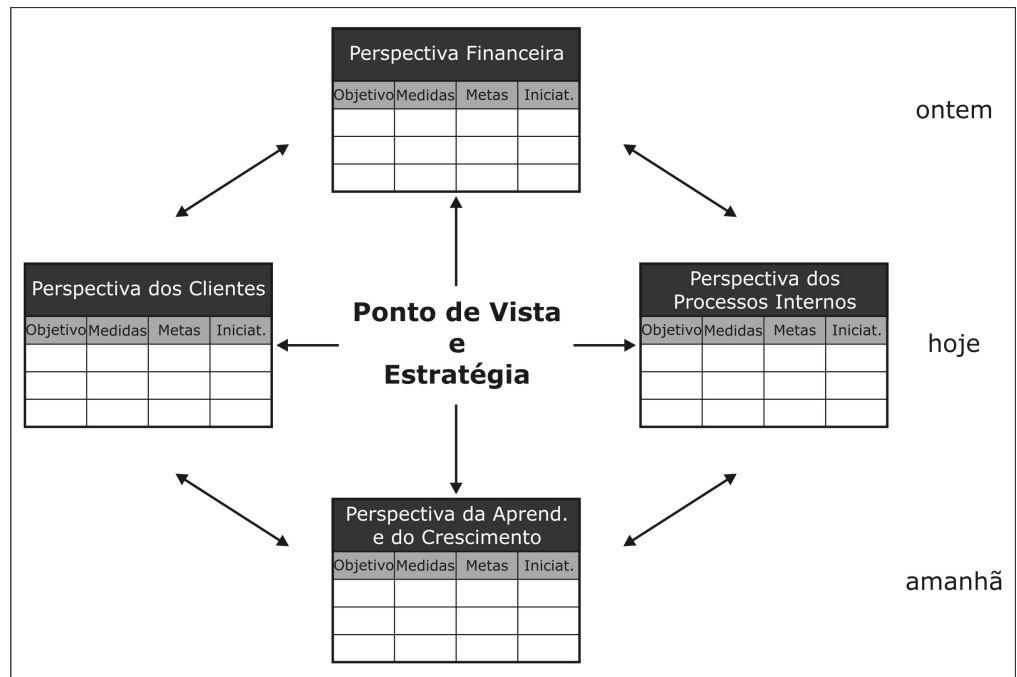 Perspectiva Financeira
Objetivo Medidas Metas Iniciat.
ontem
Perspectiva dos Clientes
Objetivo Medidas Metas Iniciat.
Ponto de Vista
e
Estratégia
Perspectiva dos
Processos Internos
Objetivo Medidas Metas Iniciat.
hoje
Perspectiva da Aprend.
e do Crescimento
Objetivo Medidas Metas Iniciat.
amanhã